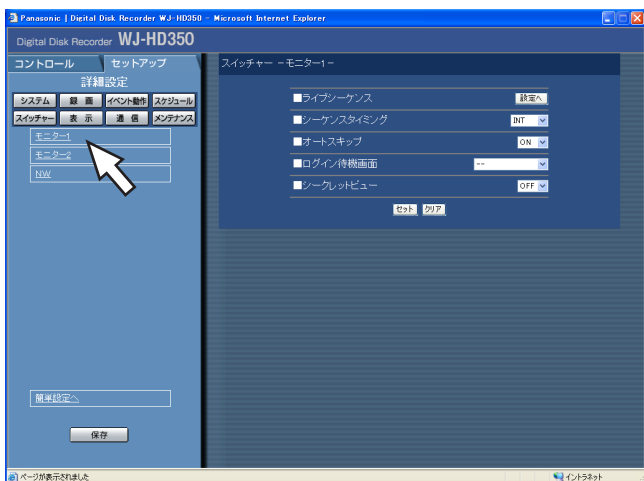 Panasonic | Digital Disk Recorder WJ-HD350 - Microsoft Internet Explorer
Digital Disk Recorder WJ-HD350
コントロール セットアップ
詳細設定
システム 録 画 イベント動作 スケジュール
スイッチャー 表 示 通 信 メンテナンス
モニター1
モニター2
NW
簡単設定へ
保存
スイッチャー －モニター1－
■ライブシーケンス 設定へ
■シーケンスタイミング INT
■オートスキップ ON
■ログイン待機画面 --
■シークレットビュー OFF
セット クリア
ページが表示されました イントラネット